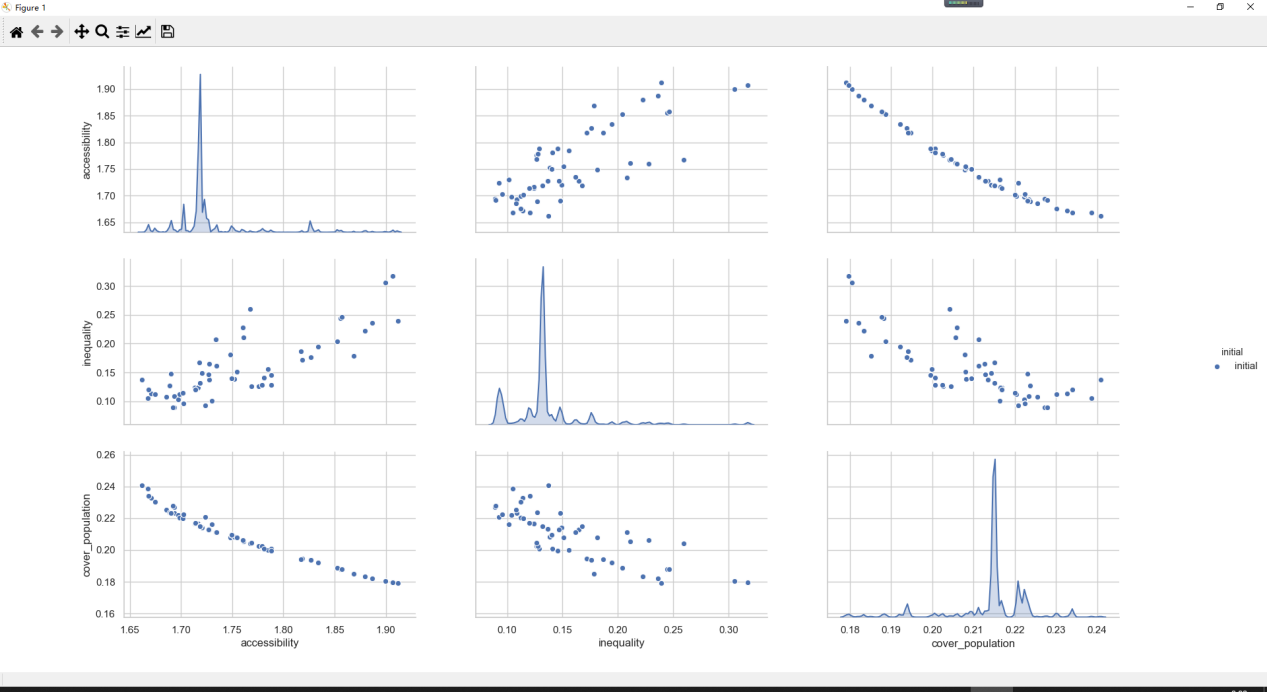 Figure 1
accessibility
1.90
1.85
1.80
1.75
1.70
1.65
inequality
0.30
0.25
0.20
0.15
0.10
initial
initial
cover_population
0.26
0.24
0.22
0.20
0.18
0.16
1.65 1.70 1.75 1.80 1.85 1.90
accessibility
0.10 0.15 0.20 0.25 0.30
inequality
0.18 0.19 0.20 0.21 0.22 0.23 0.24
cover_population